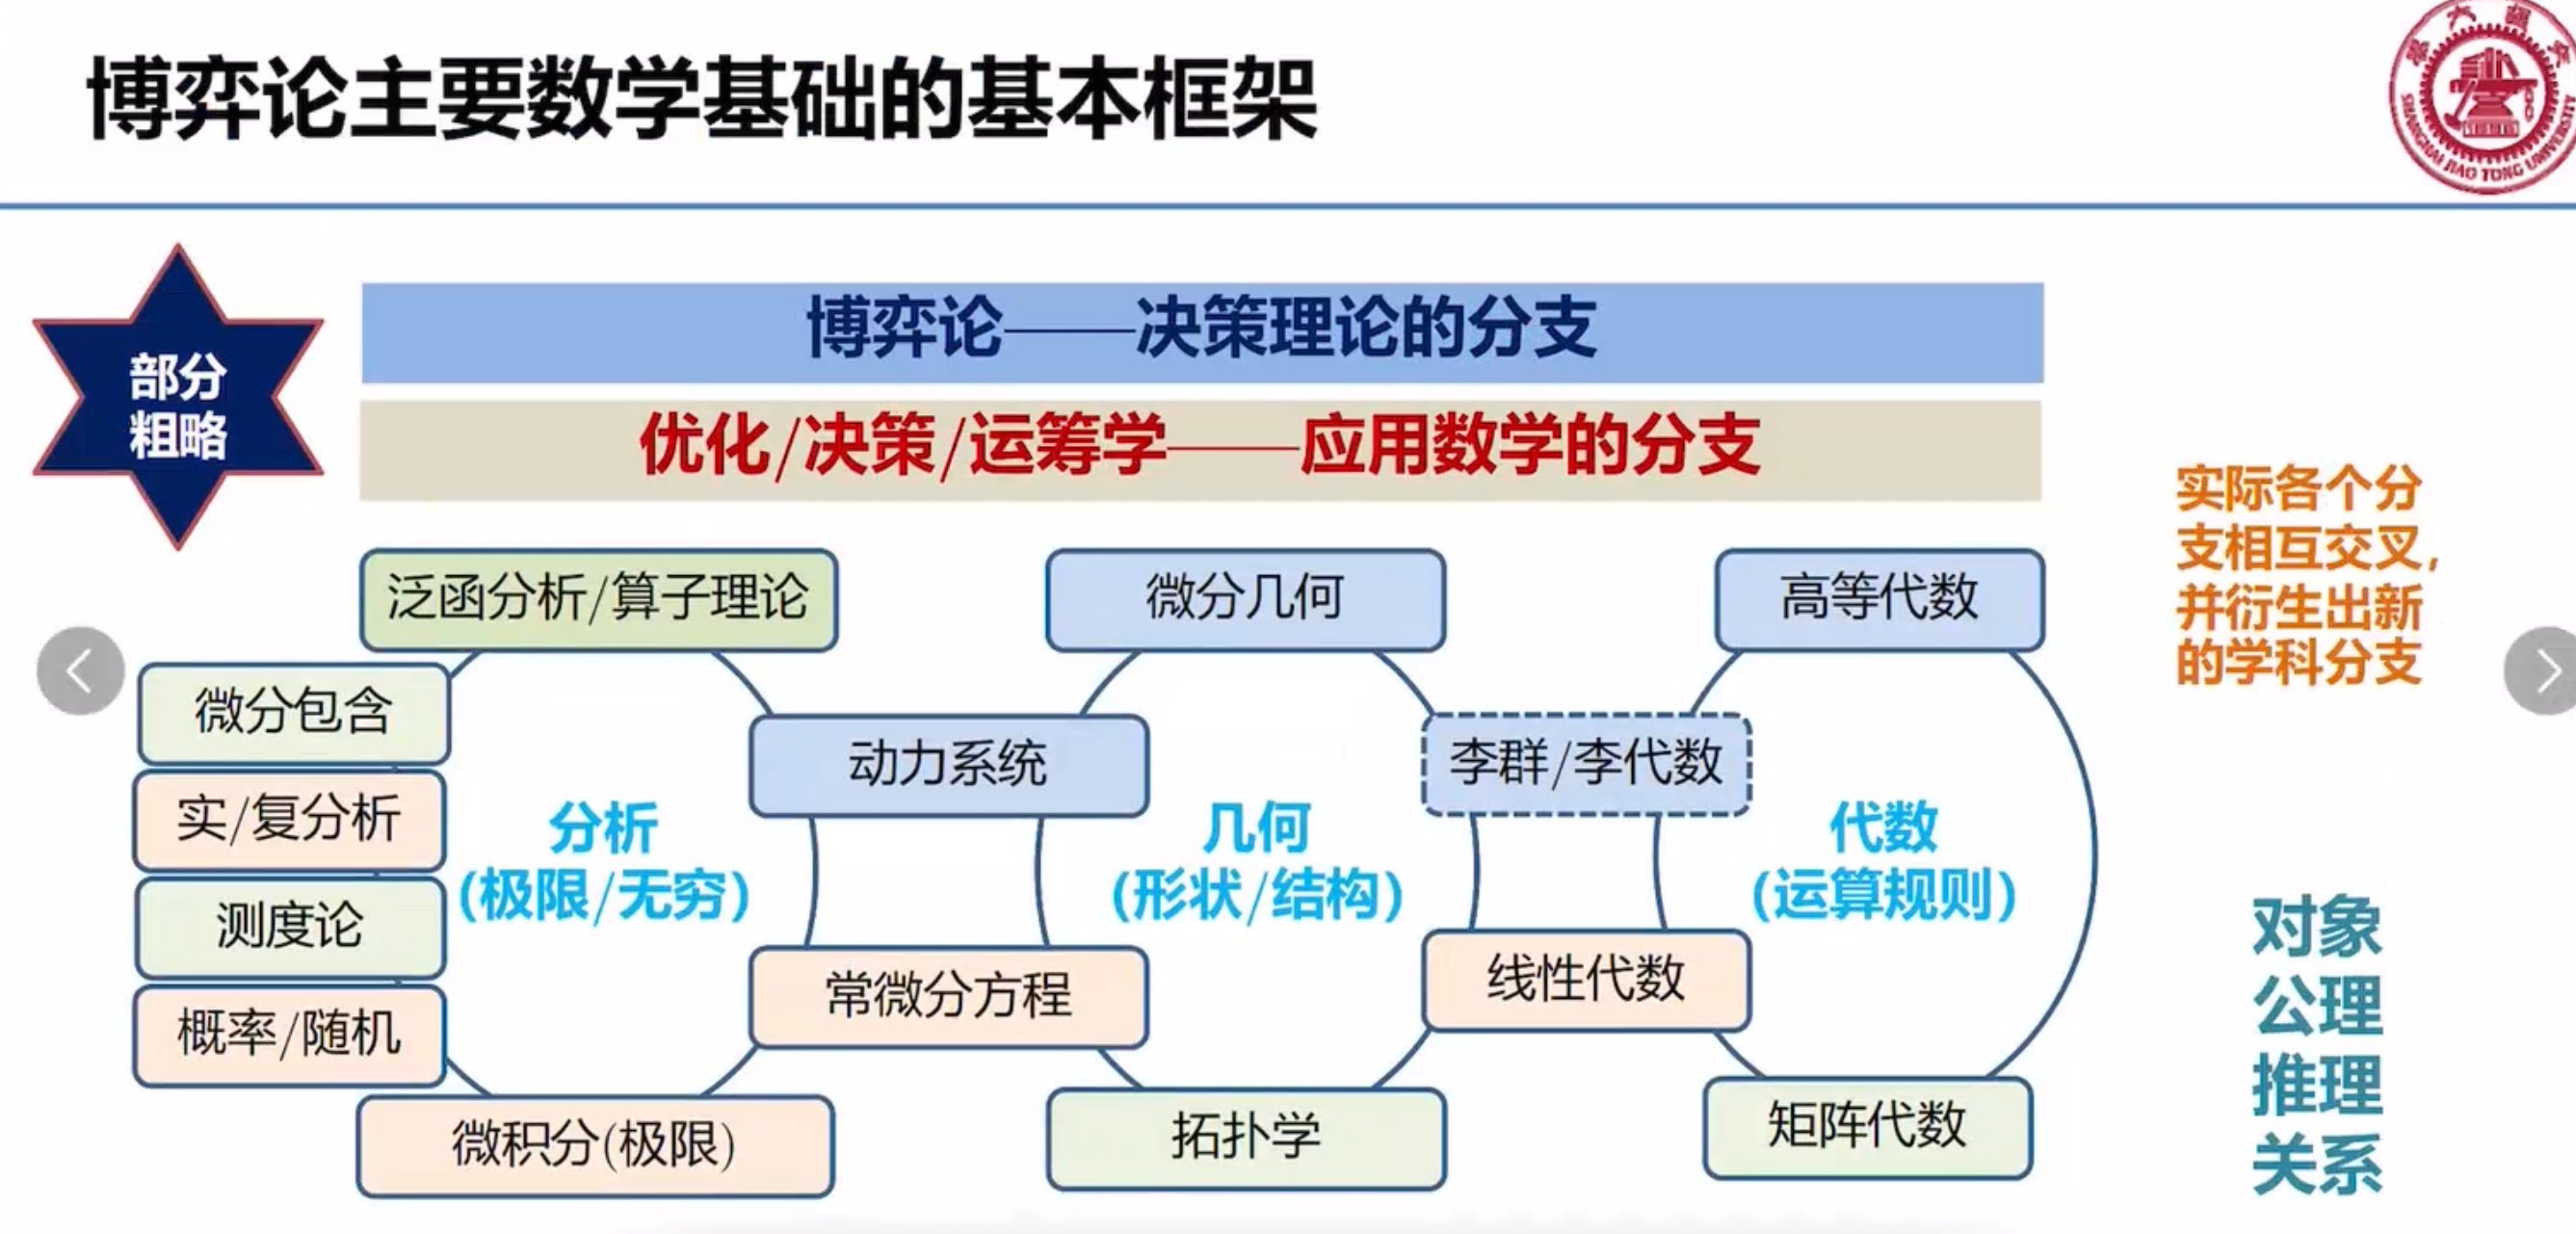 博弈论主要数学基础的基本框架
SHANGHAI JIAO TONG UNIVERSITY
部分
粗略
博弈论——决策理论的分支
优化/决策/运筹学——应用数学的分支
实际各个分
支相互交叉,
并衍生出新
的学科分支
泛函分析/算子理论
微分几何
高等代数
微分包含
动力系统
李群/李代数
实/复分析
分析
(极限/无穷)
几何
(形状/结构)
代数
(运算规则)
测度论
常微分方程
线性代数
概率/随机
微积分(极限)
拓扑学
矩阵代数
对象
公理
推理
关系